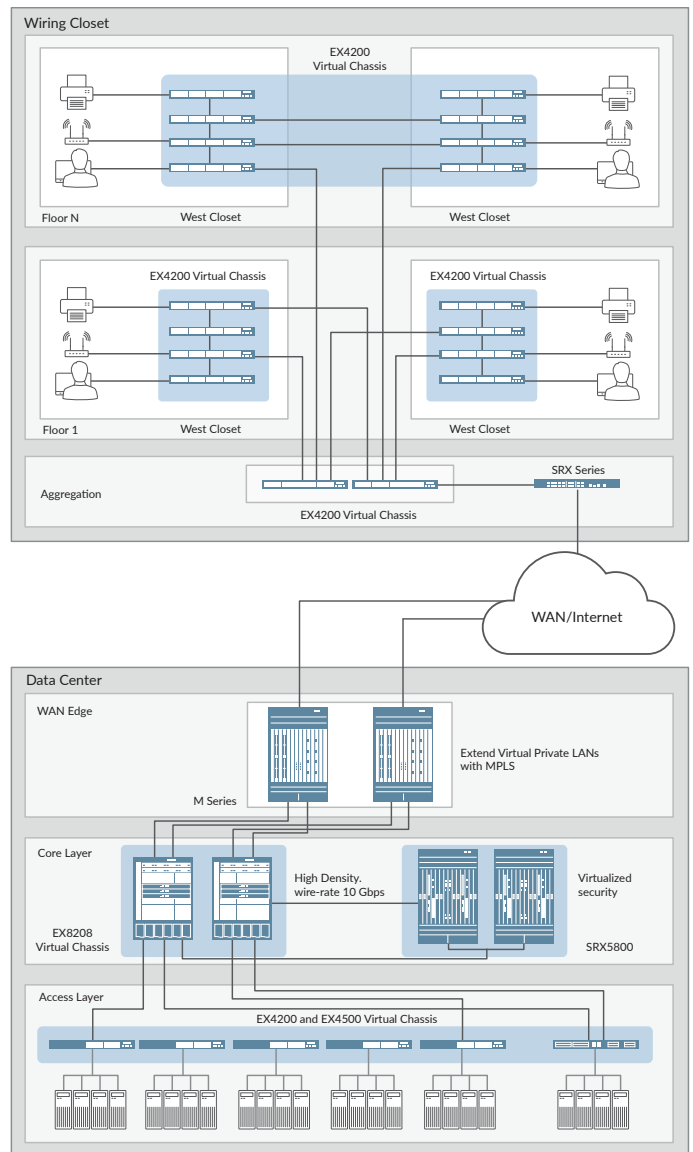 Wiring Closet
EX4200
Virtual Chassis
Floor N
West Closet
West Closet
EX4200 Virtual Chassis
EX4200 Virtual Chassis
Floor 1
West Closet
West Closet
Aggregation
SRX Series
EX4200 Virtual Chassis
WAN/Internet
Data Center
WAN Edge
Extend Virtual Private LANs
with MPLS
M Series
Core Layer
High Density.
wire-rate 10 Gbps
Virtualized
security
EX8208
Virtual Chassis
SRX5800
Access Layer
EX4200 and EX4500 Virtual Chassis